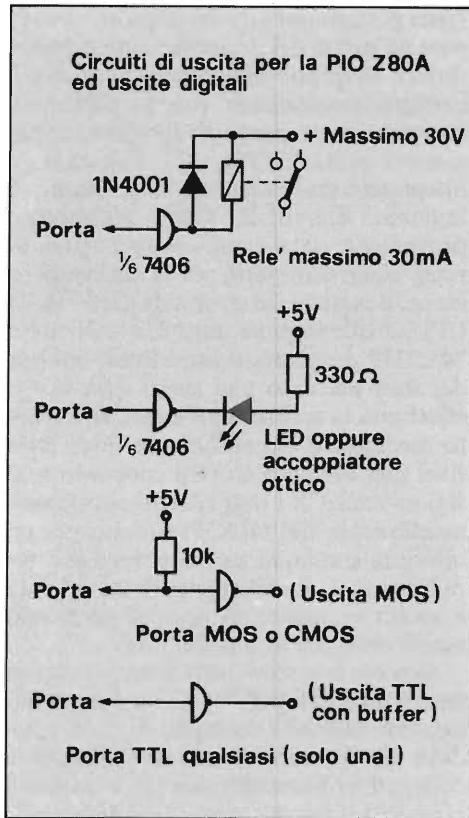 Circuiti di uscita per la PIO Z80A
ed uscite digitali
+ Massimo 30V
1N4001
Porta
1/6 7406
Rele' massimo 30mA
+5V
330 Ω
Porta
1/6 7406
LED oppure
accoppiatore
ottico
+5V
10k
Porta
(Uscita MOS)
Porta MOS o CMOS
Porta
(Uscita TTL
con buffer)
Porta TTL qualsiasi (solo una!)